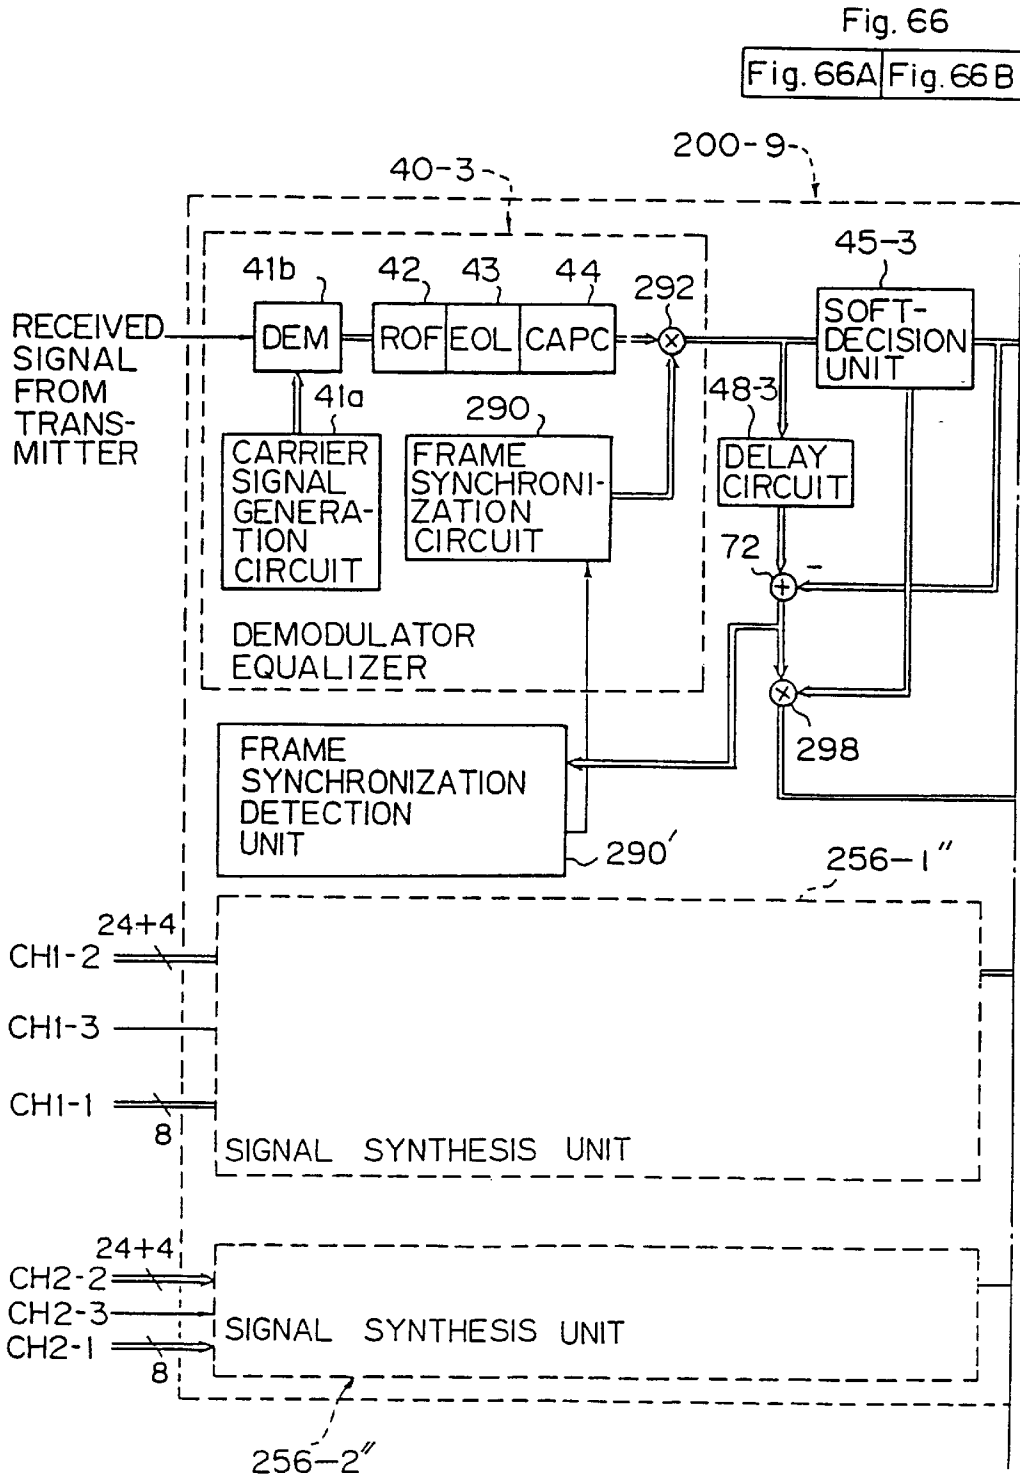 Fig. 66
Fig. 66A Fig. 66B
200-9
40-3
45-3
41b 42 43 44 292
RECEIVED
SIGNAL
FROM
TRANS-
MITTER
DEM ROF EOL CAPC ×
SOFT-
DECISION
UNIT
41a 290 48-3
CARRIER
SIGNAL
GENERA-
TION
CIRCUIT
FRAME
SYNCHRONI-
ZATION
CIRCUIT
DELAY
CIRCUIT
72 + -
DEMODULATOR
EQUALIZER
×
298
FRAME
SYNCHRONIZATION
DETECTION
UNIT
290'
256-1"
24+4
CH1-2
CH1-3
CH1-1
8
SIGNAL SYNTHESIS UNIT
24+4
CH2-2
CH2-3
CH2-1
8
SIGNAL SYNTHESIS UNIT
256-2"